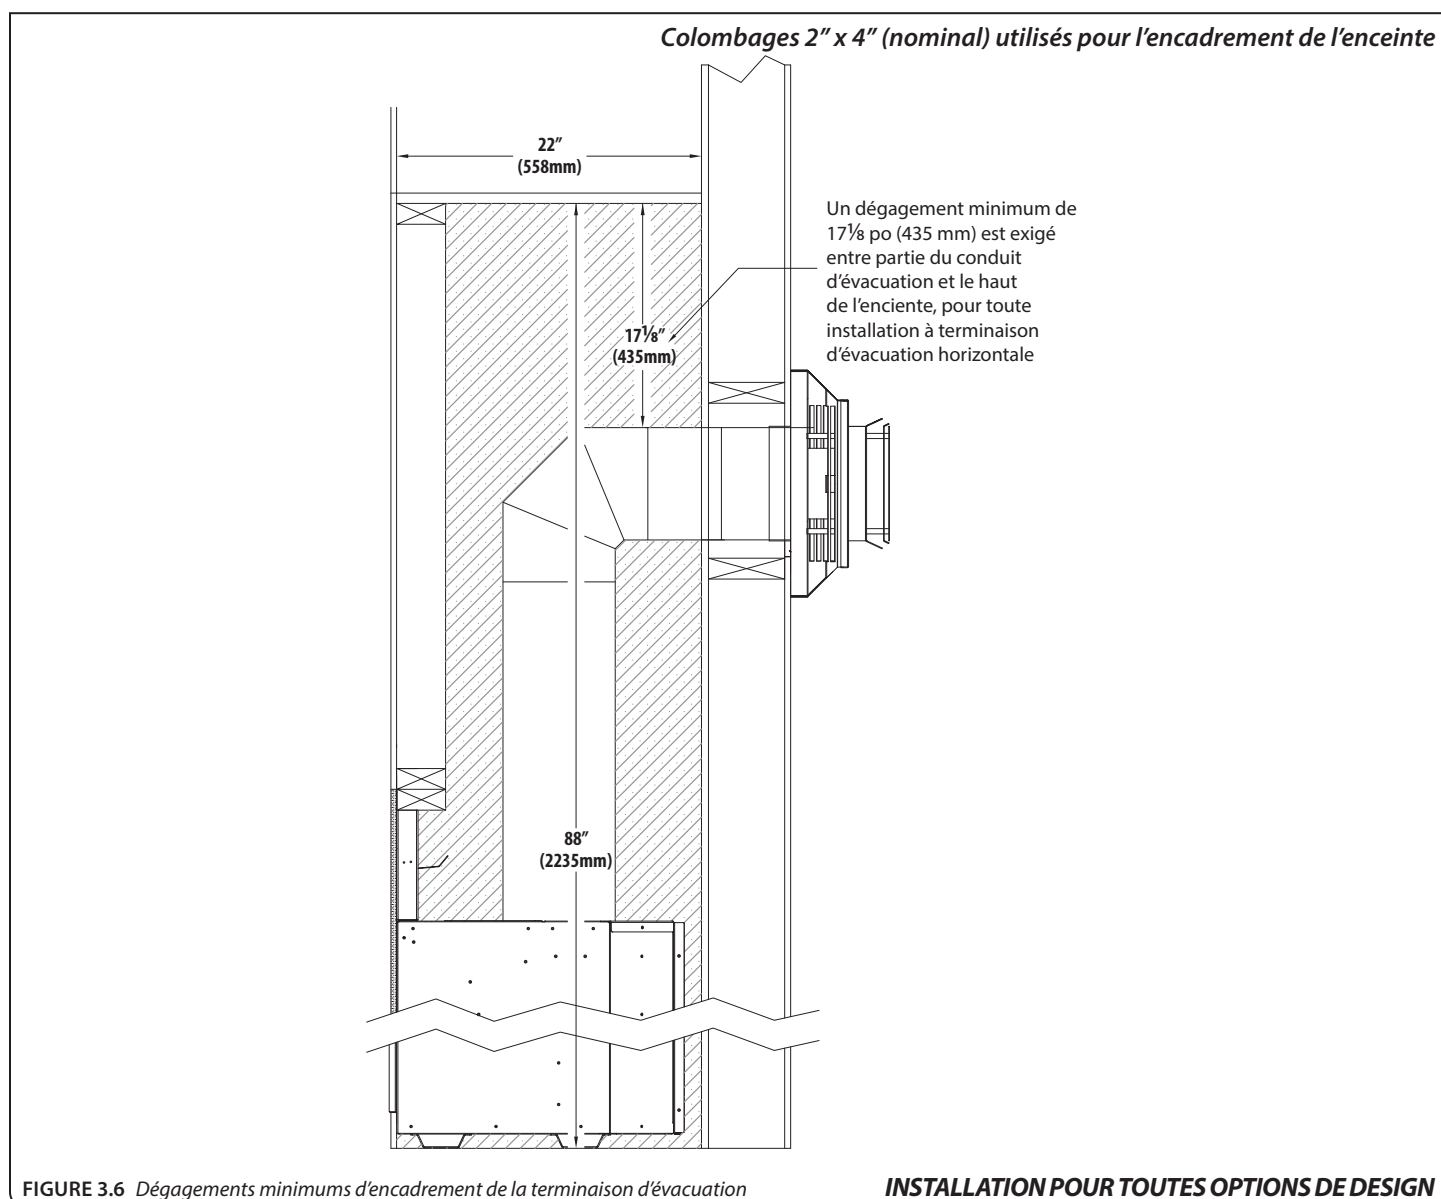 Colombages 2” x 4” (nominal) utilisés pour l’encadrement de l’enceinte
22”
(558mm)
Un dégagement minimum de
17⅛ po (435 mm) est exigé
entre partie du conduit
d’évacuation et le haut
de l’enciente, pour toute
installation à terminaison
d’évacuation horizontale
17⅛”
(435mm)
88”
(2235mm)
FIGURE 3.6 Dégagements minimums d’encadrement de la terminaison d’évacuation
INSTALLATION POUR TOUTES OPTIONS DE DESIGN